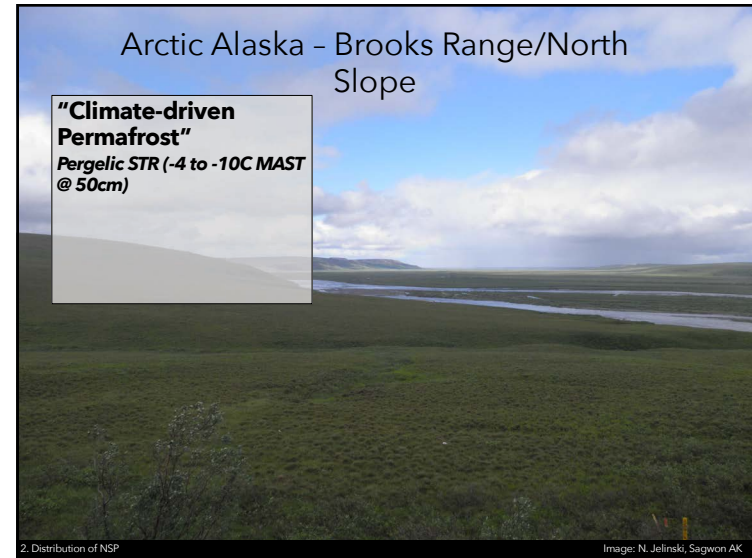 Arctic Alaska – Brooks Range/North
Slope
"Climate-driven
Permafrost"
Pergelic STR (-4 to -10C MAST
@ 50cm)
2. Distribution of NSP
Image: N. Jelinski, Sagwon AK